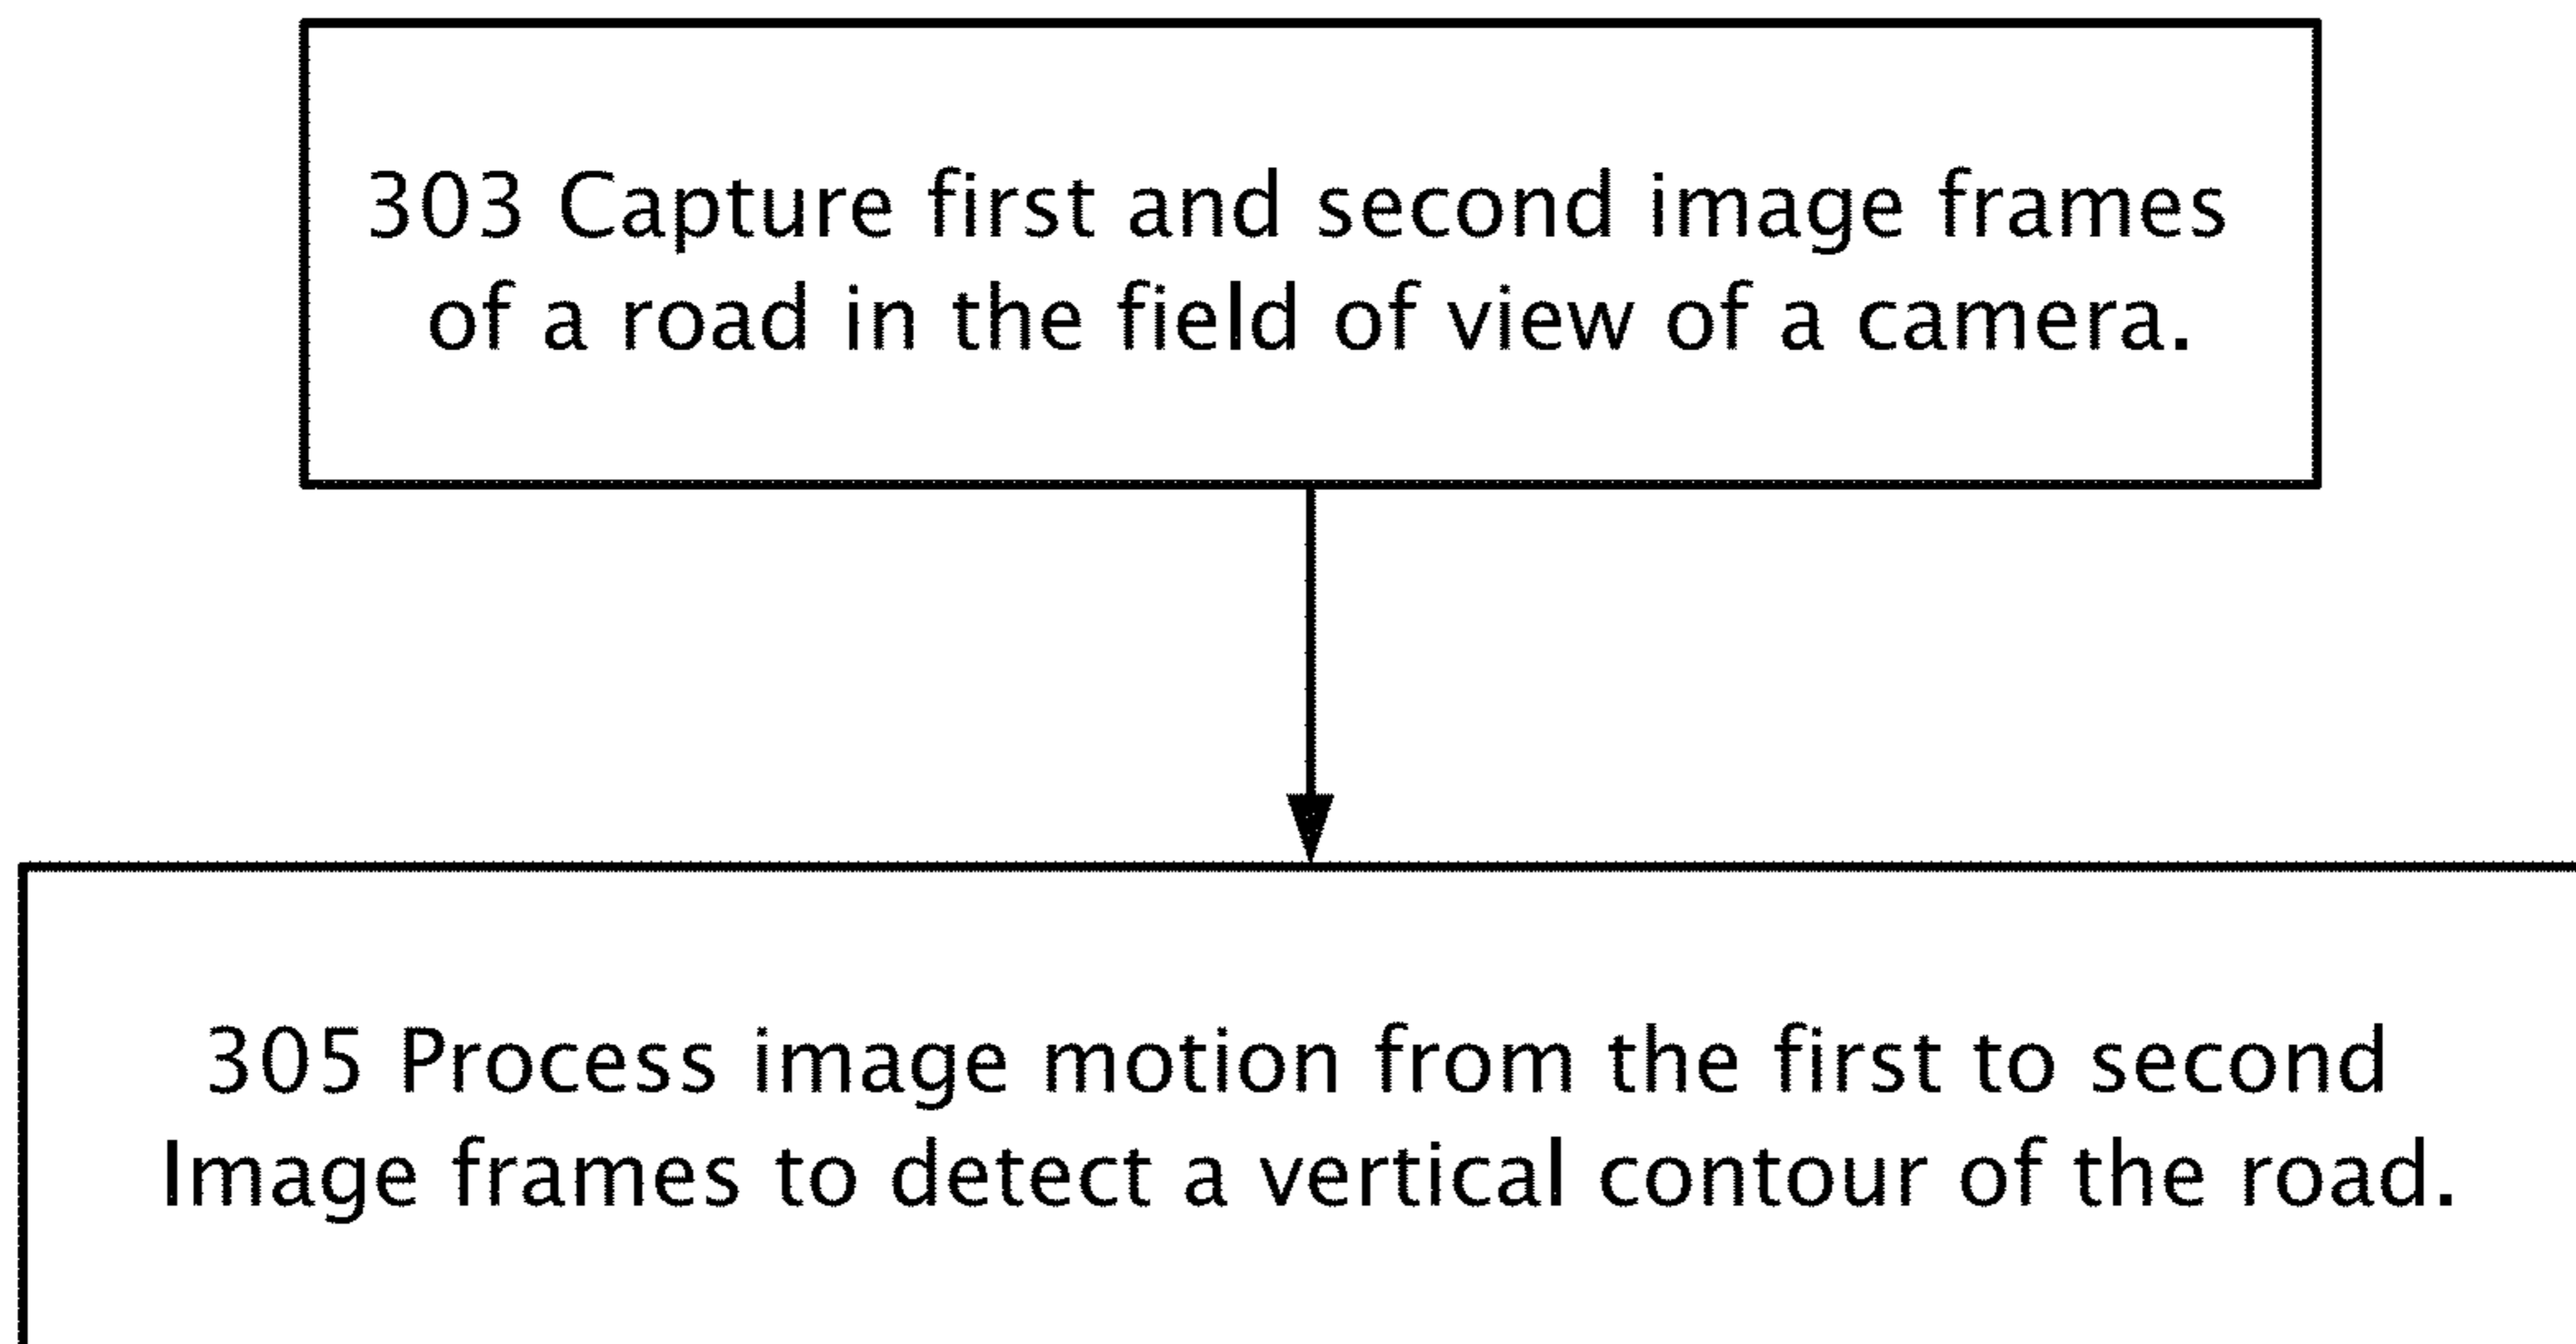 303 Capture first and second image frames
of a road in the field of view of a camera.
305 Process image motion from the first to second
Image frames to detect a vertical contour of the road.